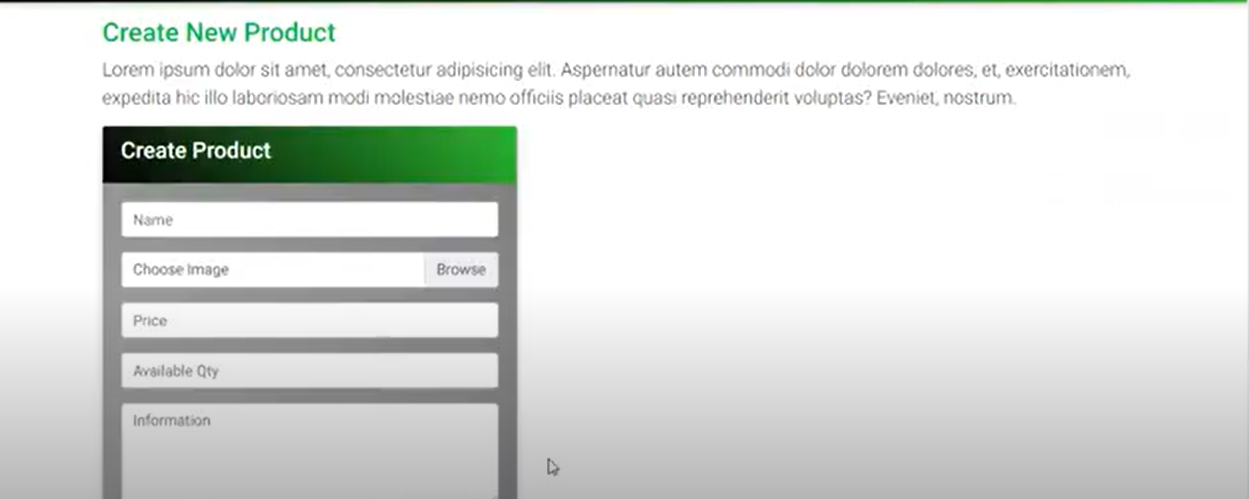 Create New Product
Lorem ipsum dolor sit amet, consectetur adipisicing elit. Aspernatur autem commodi dolor dolorem dolores, et, exercitationem,
expedita hic illo laboriosam modi molestiae nemo officiis placeat quasi reprehenderit voluptas? Eveniet, nostrum.
Create Product
Name
Choose Image Browse
Price
Available Qty
Information